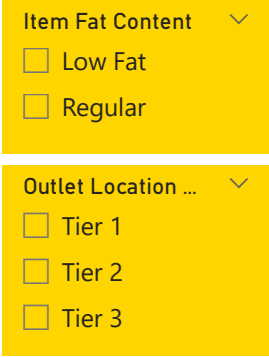 Item Fat Content
Low Fat
Regular
Outlet Location ...
Tier 1
Tier 2
Tier 3